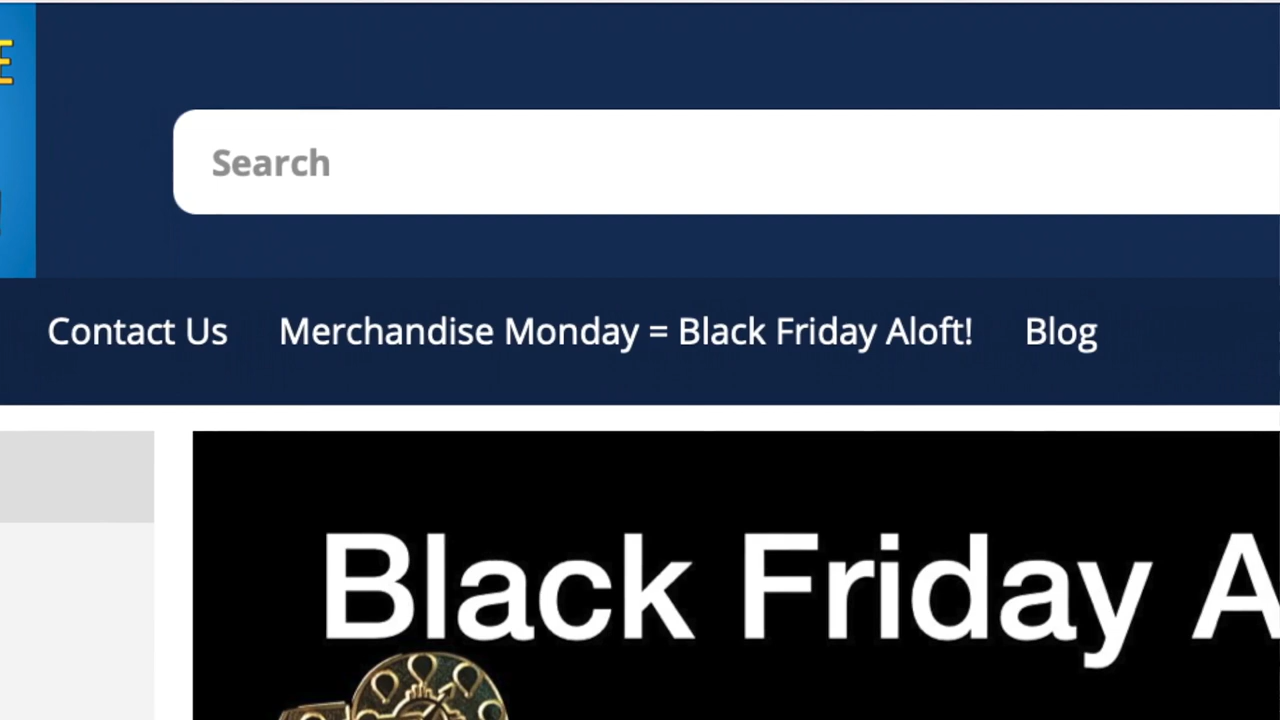 Search
Contact Us Merchandise Monday = Black Friday Aloft! Blog
Black Friday A